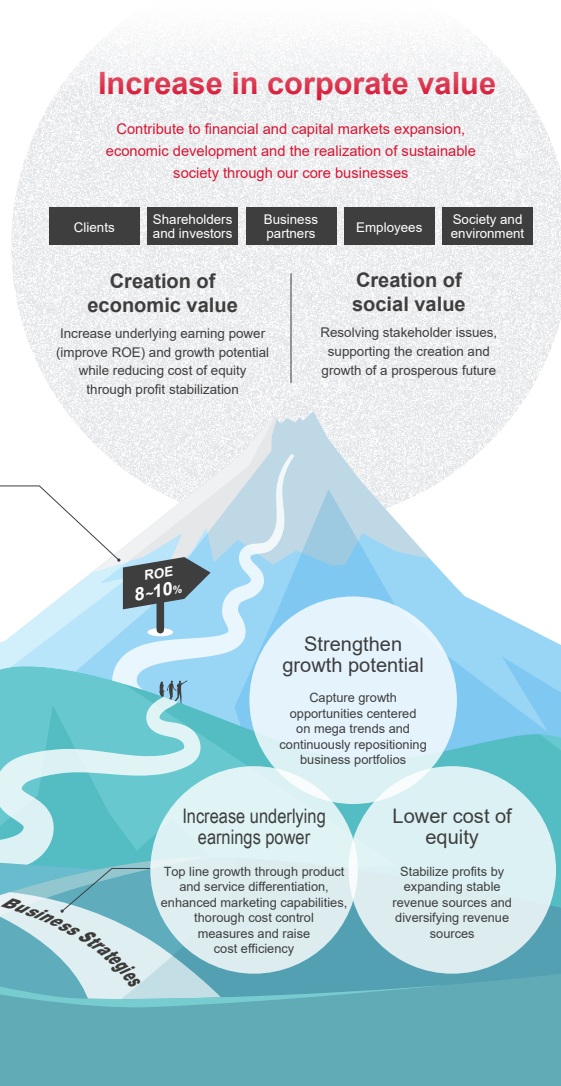 Increase in corporate value
Contribute to financial and capital markets expansion,
economic development and the realization of sustainable
society through our core businesses
Clients
Shareholders
and investors
Business
partners
Employees
Society and
environment
Creation of
economic value
Increase underlying earning power
(improve ROE) and growth potential
while reducing cost of equity
through profit stabilization
Creation of
social value
Resolving stakeholder issues,
supporting the creation and
growth of a prosperous future
ROE
8~10%
Strengthen
growth potential
Capture growth
opportunities centered
on mega trends and
continuously repositioning
business portfolios
Increase underlying
earnings power
Top line growth through product
and service differentiation,
enhanced marketing capabilities,
thorough cost control
measures and raise
cost efficiency
Lower cost of
equity
Stabilize profits by
expanding stable
revenue sources and
diversifying revenue
sources
Business Strategies